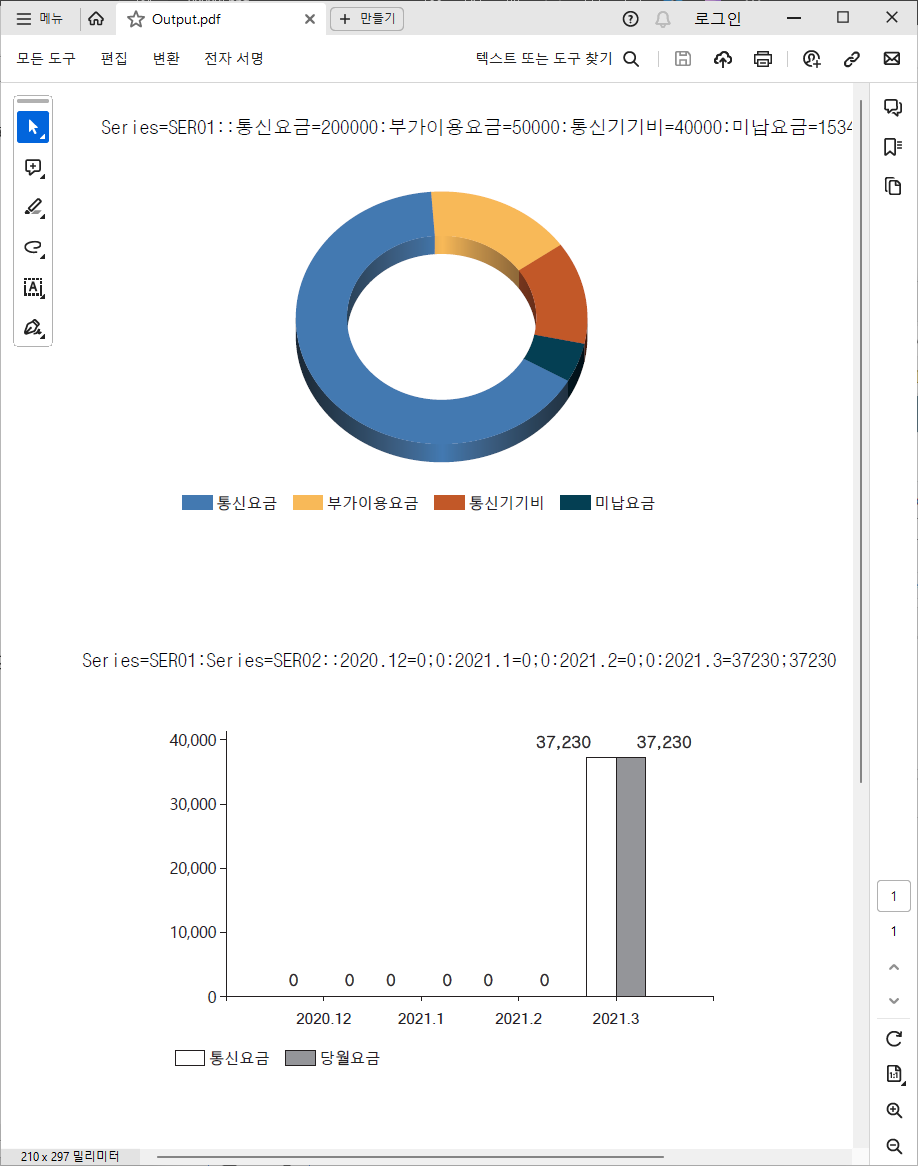 메뉴
Output.pdf
+ 만들기
로그인
모든 도구 편집 변환 전자 서명
텍스트 또는 도구 찾기
Series=SER01::통신요금=200000:부가이용요금=50000:통신기기비=40000:미납요금=1534
통신요금 부가이용요금 통신기기비 미납요금
Series=SER01:Series=SER02::2020.12=0;0:2021.1=0;0:2021.2=0;0:2021.3=37230;37230
37,230 37,230
40,000
30,000
20,000
10,000
0 0 0 0 0 0
0
2020.12 2021.1 2021.2 2021.3
통신요금 당월요금
1
1
1:1
210 x 297 밀리미터